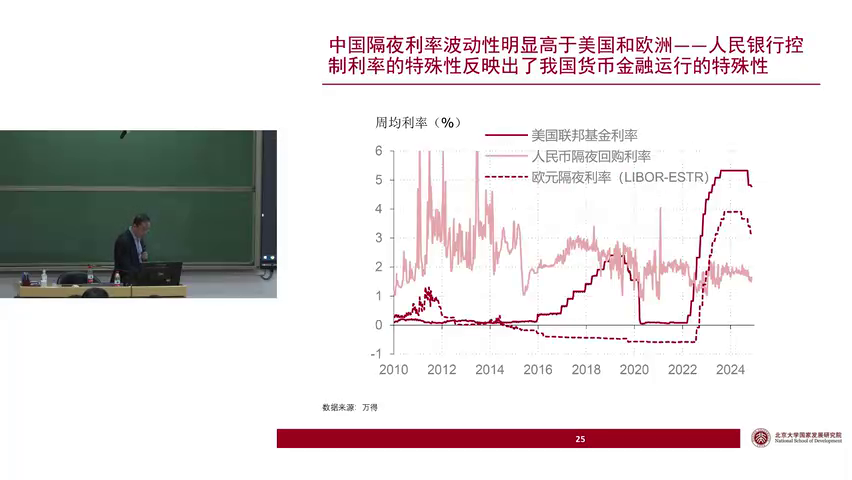 中国隔夜利率波动性明显高于美国和欧洲——人民银行控
制利率的特殊性反映出了我国货币金融运行的特殊性
周均利率（%）
美国联邦基金利率
人民币隔夜回购利率
欧元隔夜利率（LIBOR-ESTR）
6
5
4
3
2
1
0
-1
2010 2012 2014 2016 2018 2020 2022 2024
数据来源：万得
25
北京大学国家发展研究院
National School of Development